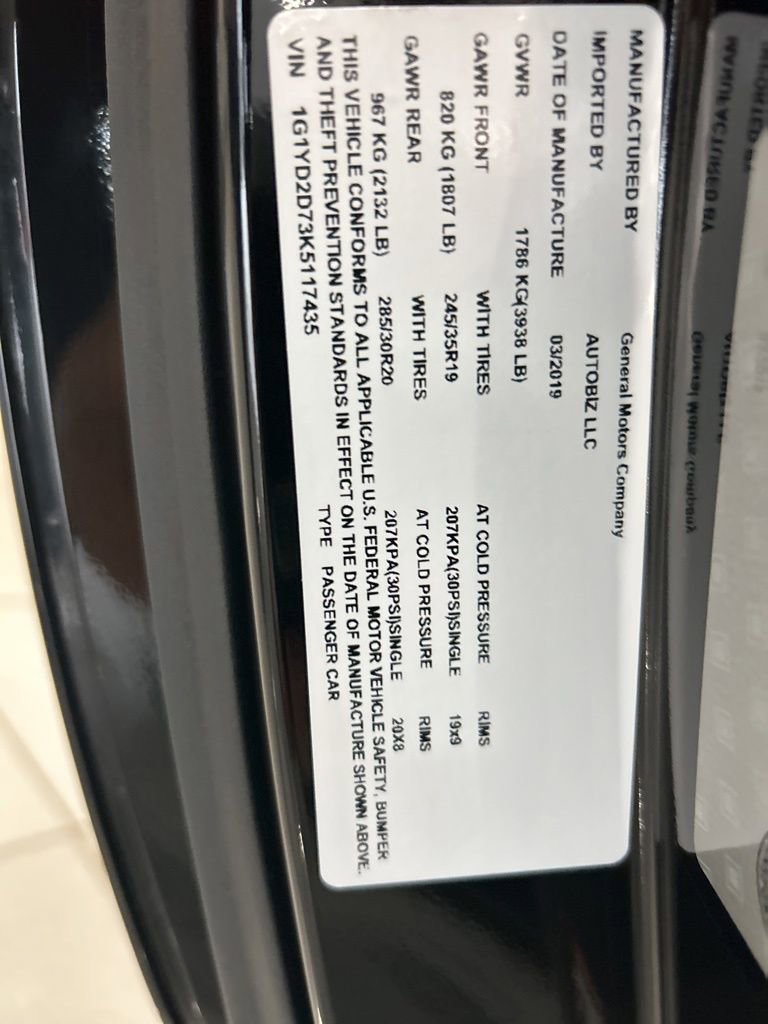 MANUFACTURED BY General Motors Company
IMPORTED BY AUTOBIZ LLC
DATE OF MANUFACTURE 03/2019
GVWR 1786 KG(3938 LB)
GAWR FRONT WITH TIRES AT COLD PRESSURE RIMS
820 KG (1807 LB) 245/35R19 207KPA(30PSI)SINGLE 19x9
GAWR REAR WITH TIRES AT COLD PRESSURE RIMS
967 KG (2132 LB) 285/30R20 207KPA(30PSI)SINGLE 20X8
THIS VEHICLE CONFORMS TO ALL APPLICABLE U.S. FEDERAL MOTOR VEHICLE SAFETY, BUMPER
AND THEFT PREVENTION STANDARDS IN EFFECT ON THE DATE OF MANUFACTURE SHOWN ABOVE.
VIN 1G1YD2D73K5117435 TYPE PASSENGER CAR